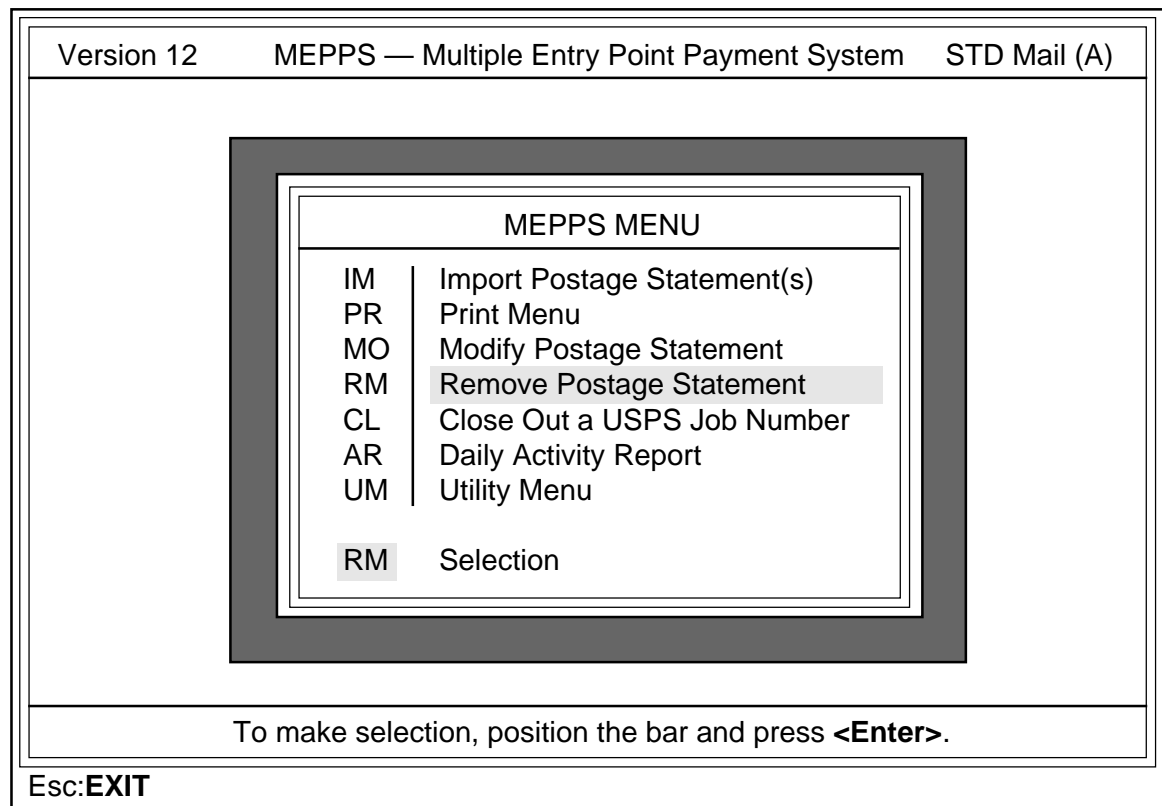 Version 12 MEPPS — Multiple Entry Point Payment System STD Mail (A)
MEPPS MENU
IM Import Postage Statement(s)
PR Print Menu
MO Modify Postage Statement
RM Remove Postage Statement
CL Close Out a USPS Job Number
AR Daily Activity Report
UM Utility Menu
RM Selection
To make selection, position the bar and press <Enter>.
Esc:EXIT